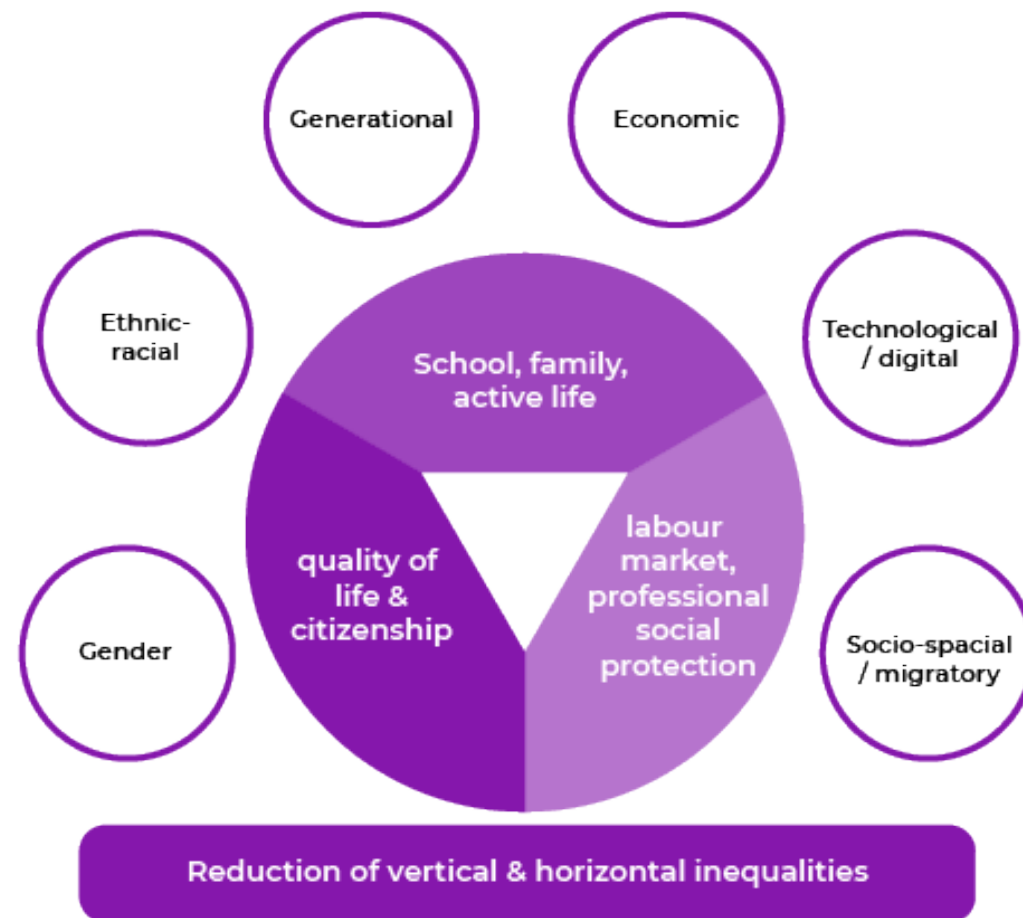 Generational
Economic
Ethnic-
racial
Technological
/ digital
School, family,
active life
quality of
life &
citizenship
labour
market,
professional
social
protection
Gender
Socio-spacial
/ migratory
Reduction of vertical & horizontal inequalities